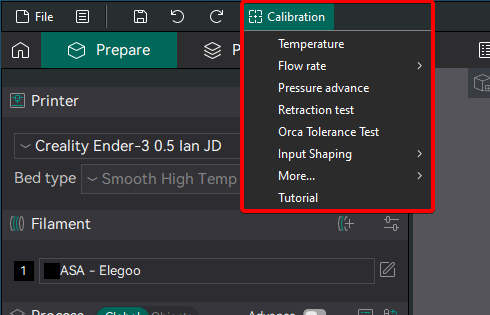 File
Calibration
Prepare
Temperature
Flow rate
Pressure advance
Retraction test
Orca Tolerance Test
Input Shaping
More...
Tutorial
Printer
Creality Ender-3 0.5 Ian JD
Bed type
Smooth High Temp
Filament
1
ASA - Elegoo
Process
Global
Objects